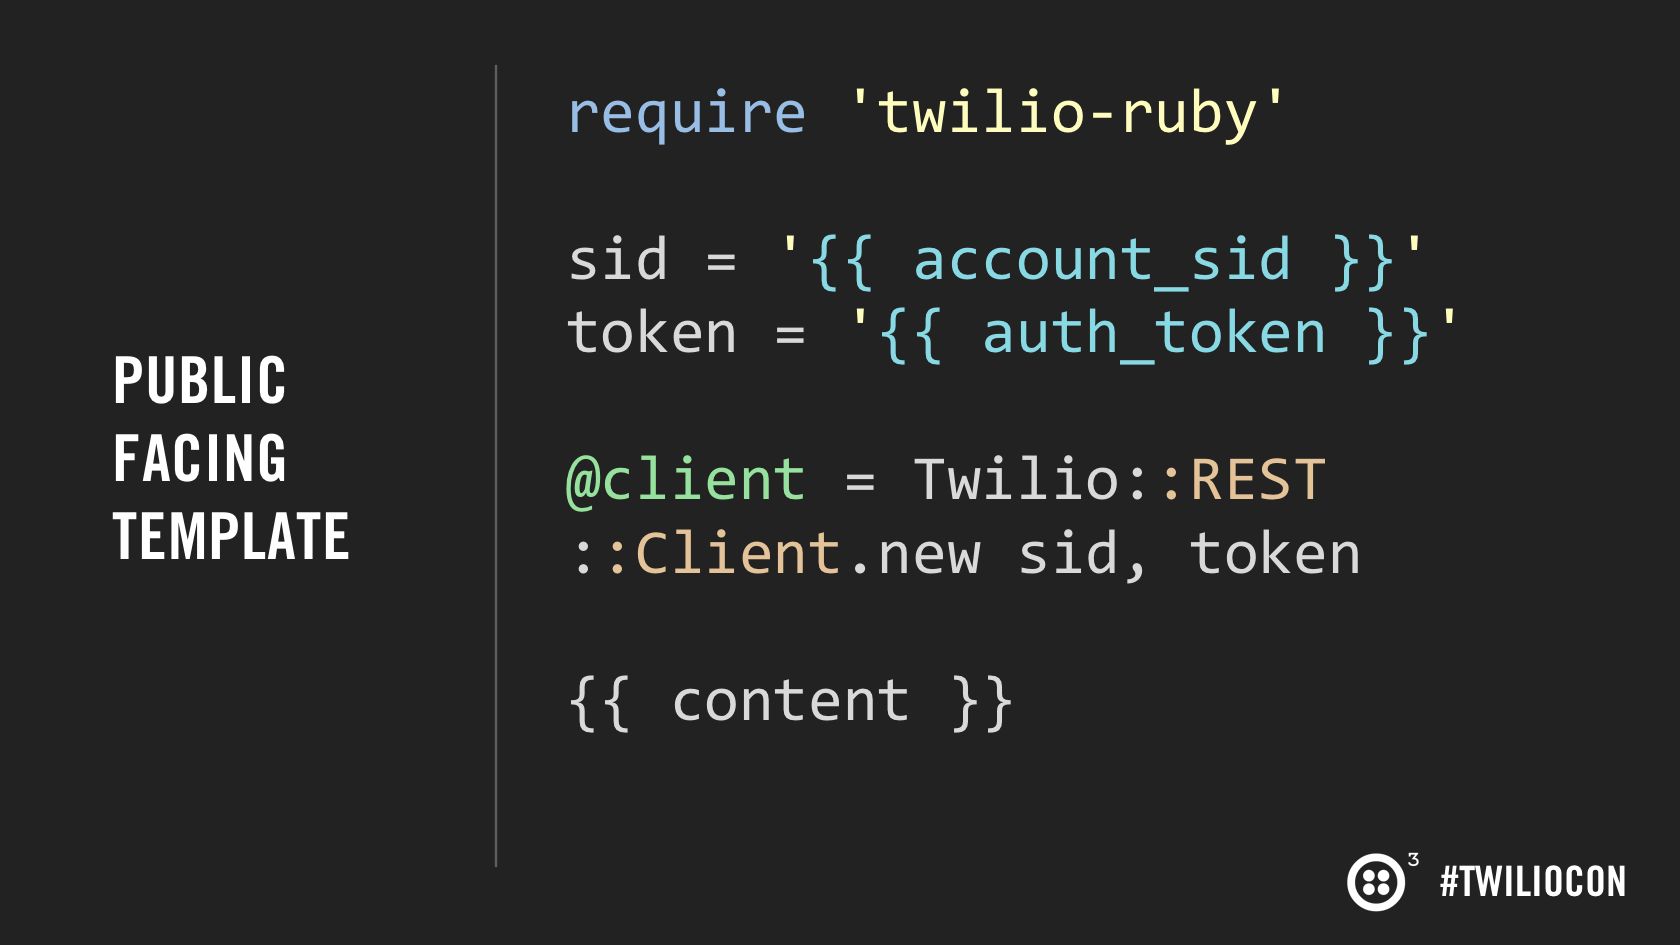 PUBLIC
FACING
TEMPLATE
require 'twilio-ruby'
sid = '{{ account_sid }}'
token = '{{ auth_token }}'
@client = Twilio::REST
::Client.new sid, token
{{ content }}
3 #TWILIOCON